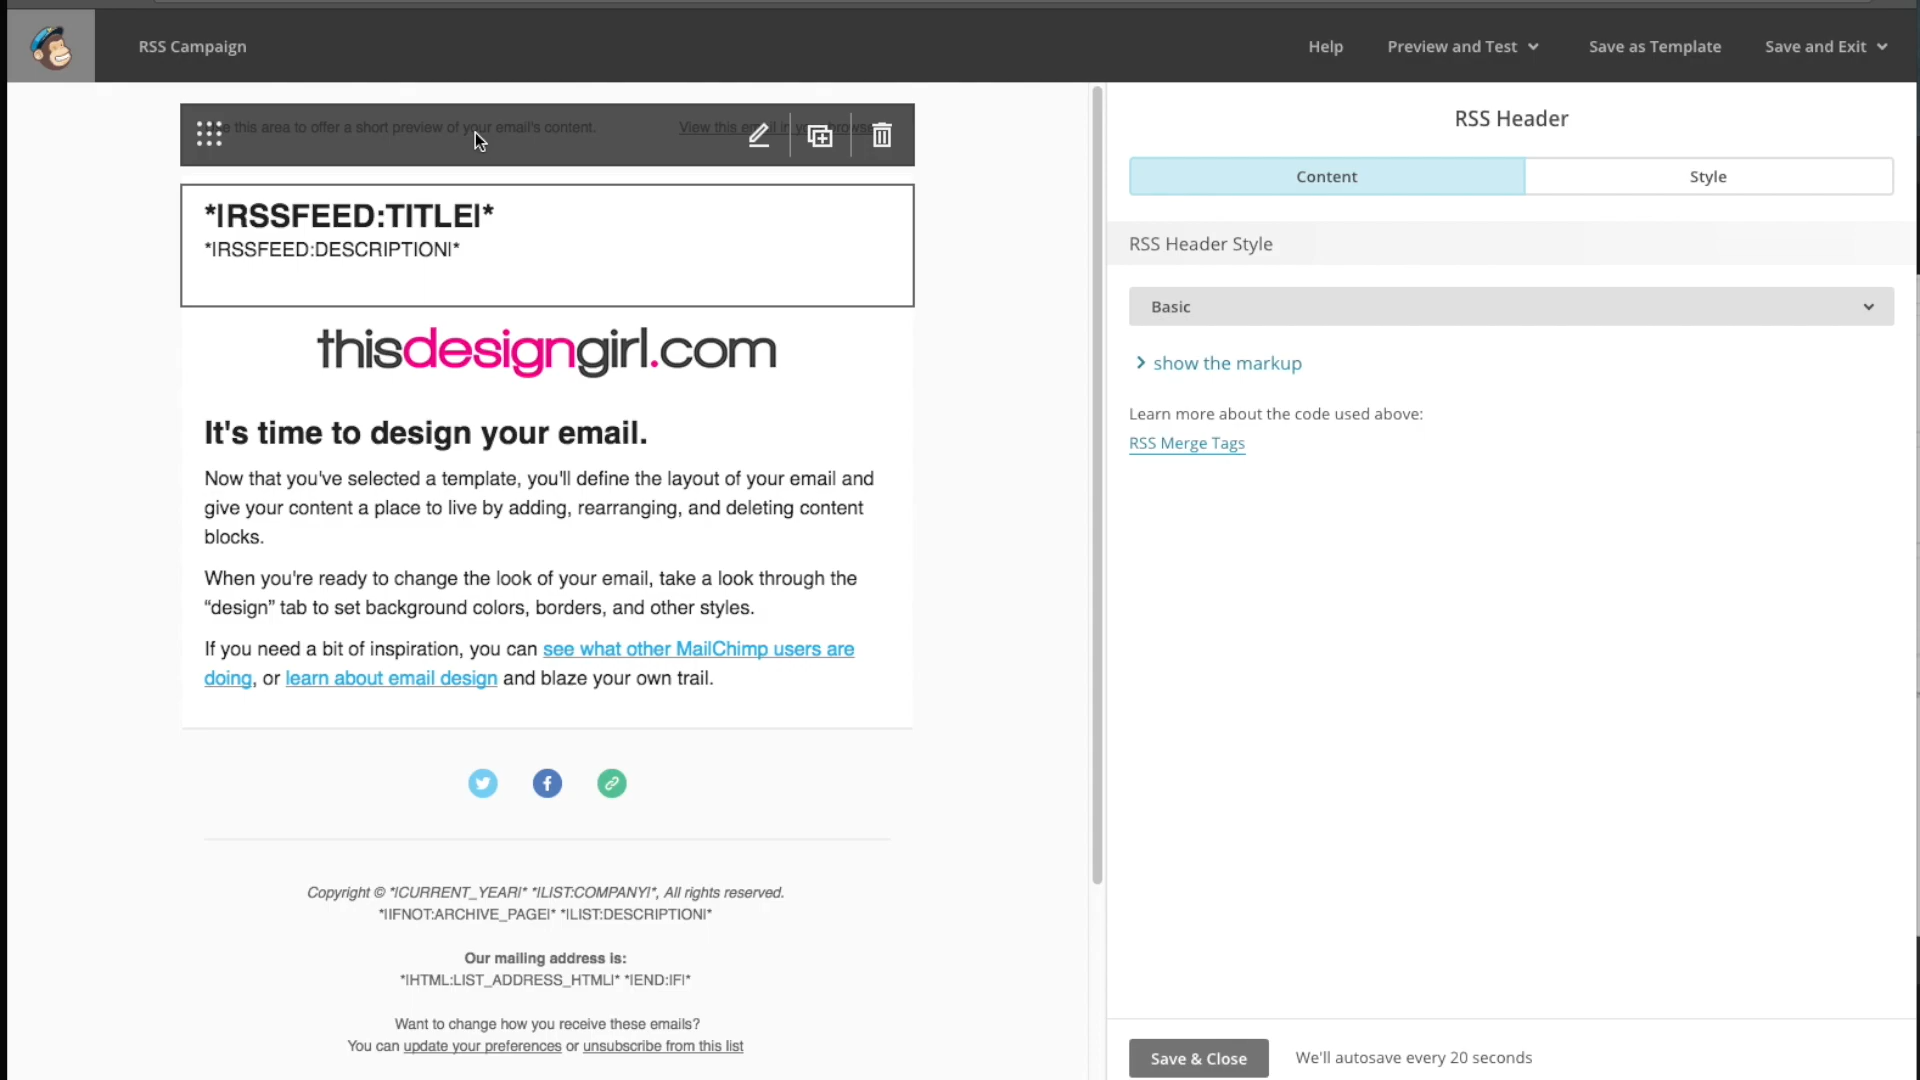 RSS Campaign
Help
Preview and Test
Save as Template
Save and Exit
this area to offer a short preview of your email's content.
View this email in your browser
*|RSSFEED:TITLE|*
*|RSSFEED:DESCRIPTION|*
thisdesigngirl.com
It's time to design your email.
Now that you've selected a template, you'll define the layout of your email and
give your content a place to live by adding, rearranging, and deleting content
blocks.
When you're ready to change the look of your email, take a look through the
“design” tab to set background colors, borders, and other styles.
If you need a bit of inspiration, you can see what other MailChimp users are
doing, or learn about email design and blaze your own trail.
Copyright © *|CURRENT_YEAR|* *|LIST:COMPANY|*, All rights reserved.
*|IFNOT:ARCHIVE_PAGE|* *|LIST:DESCRIPTION|*
Our mailing address is:
*|HTML:LIST_ADDRESS_HTML|* *|END:IF|*
Want to change how you receive these emails?
You can update your preferences or unsubscribe from this list
RSS Header
Content
Style
RSS Header Style
Basic
show the markup
Learn more about the code used above:
RSS Merge Tags
Save & Close
We'll autosave every 20 seconds